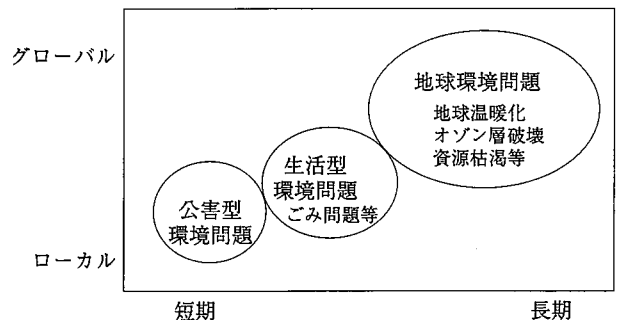 グローバル
地球環境問題
地球温暖化
オゾン層破壊
資源枯渇等
生活型
環境問題
ごみ問題等
公害型
環境問題
ローカル
短期
長期